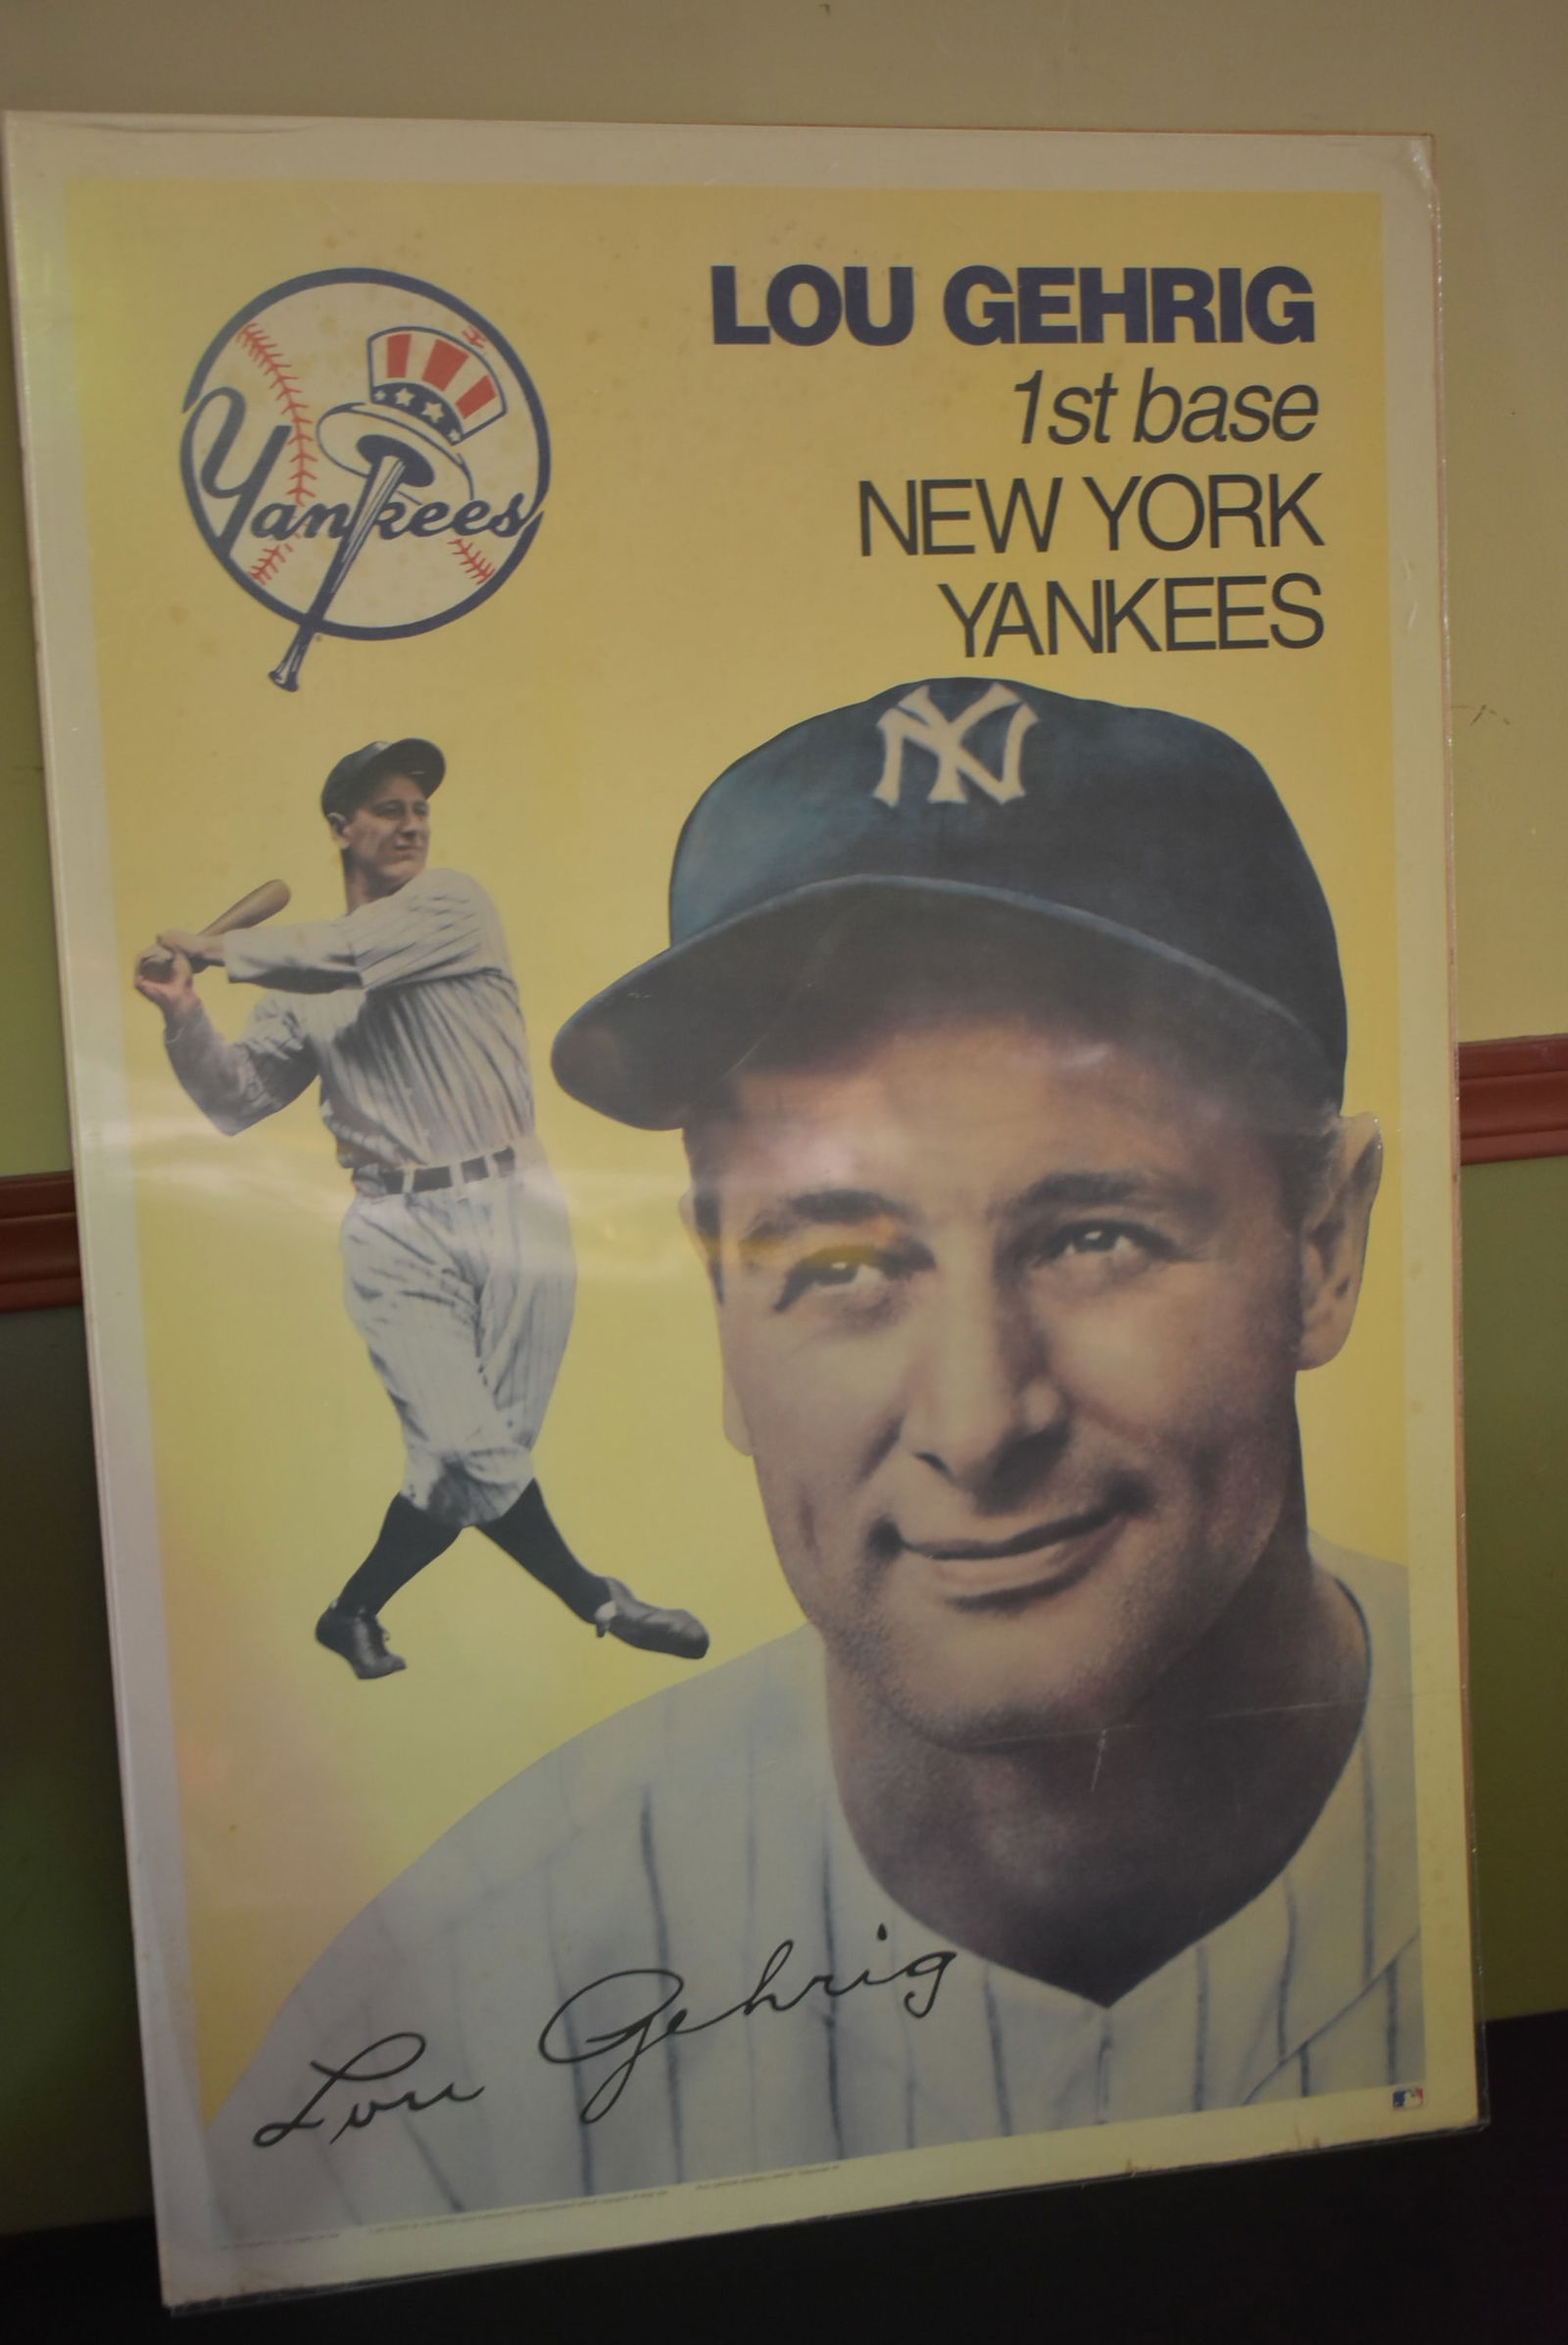 Yankees
LOU GEHRIG
1st base
NEW YORK
YANKEES
NY
Lou Gehrig